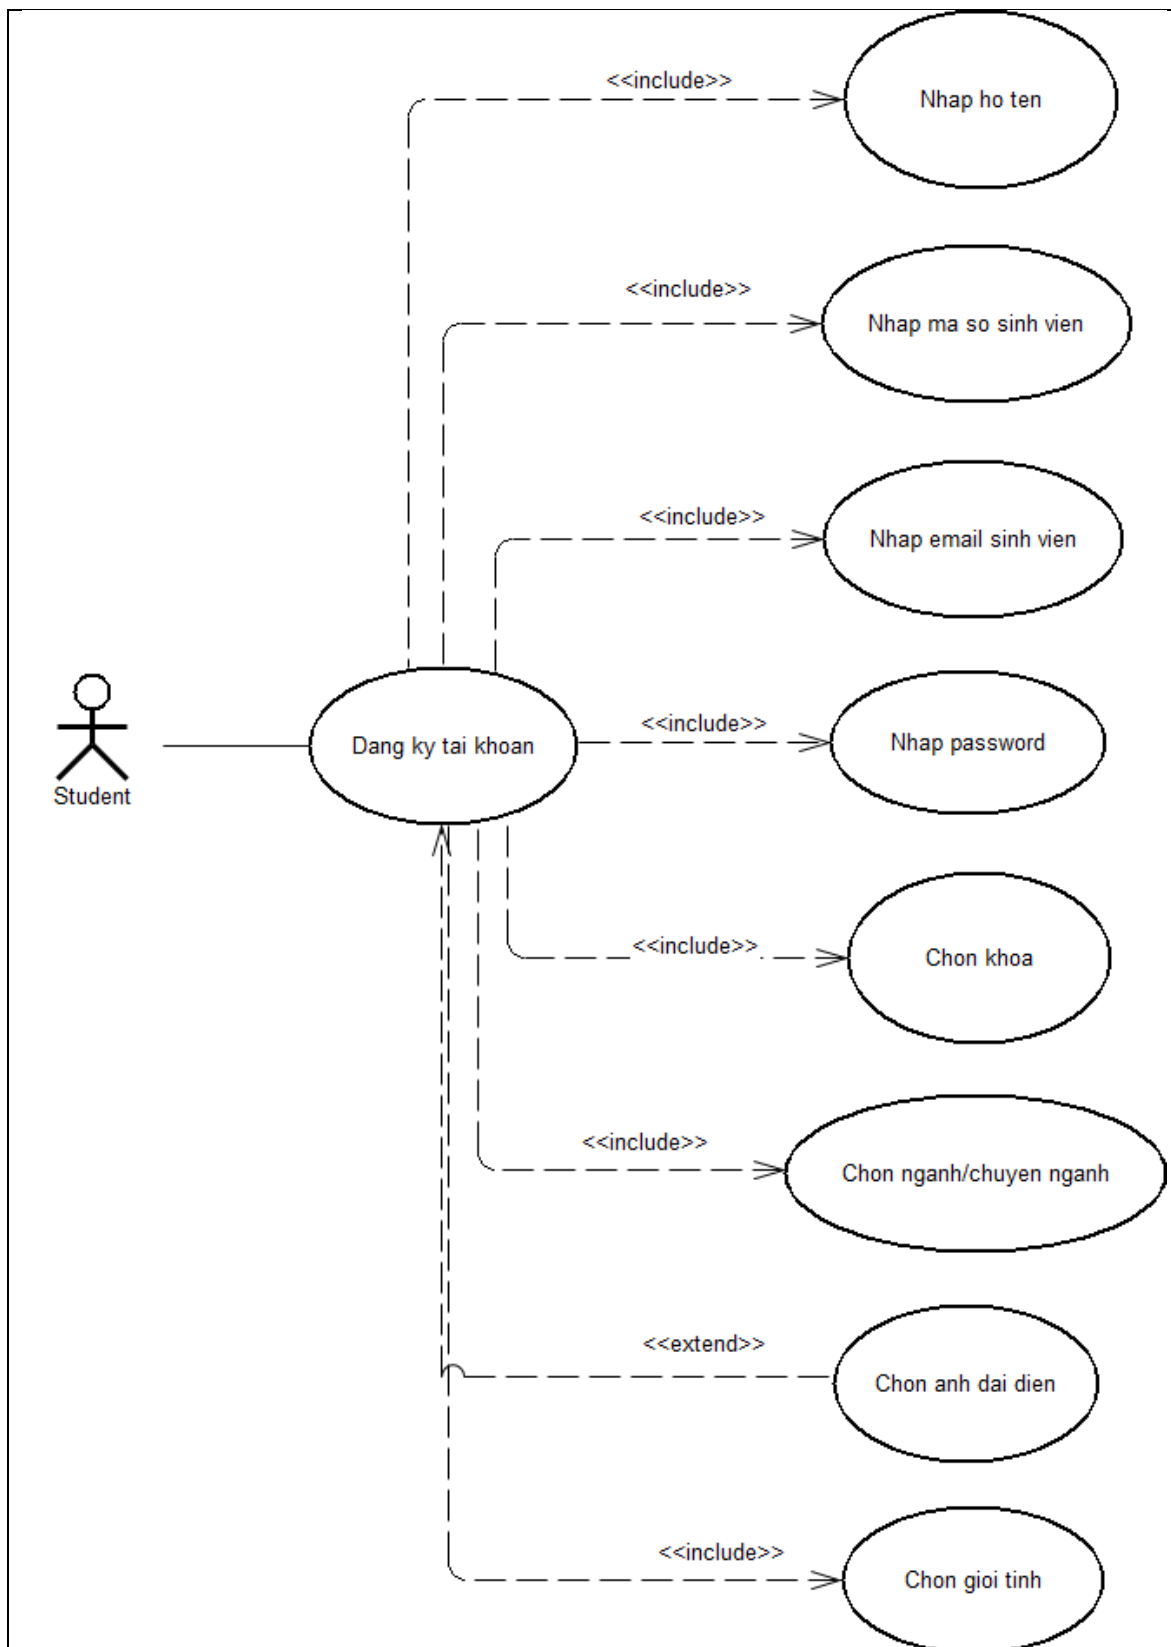 <<include>>
Nhap ho ten
<<include>>
Nhap ma so sinh vien
<<include>>
Nhap email sinh vien
<<include>>
Dang ky tai khoan
Nhap password
Student
<<include>>
Chon khoa
<<include>>
Chon nganh/chuyen nganh
<<extend>>
Chon anh dai dien
<<include>>
Chon gioi tinh